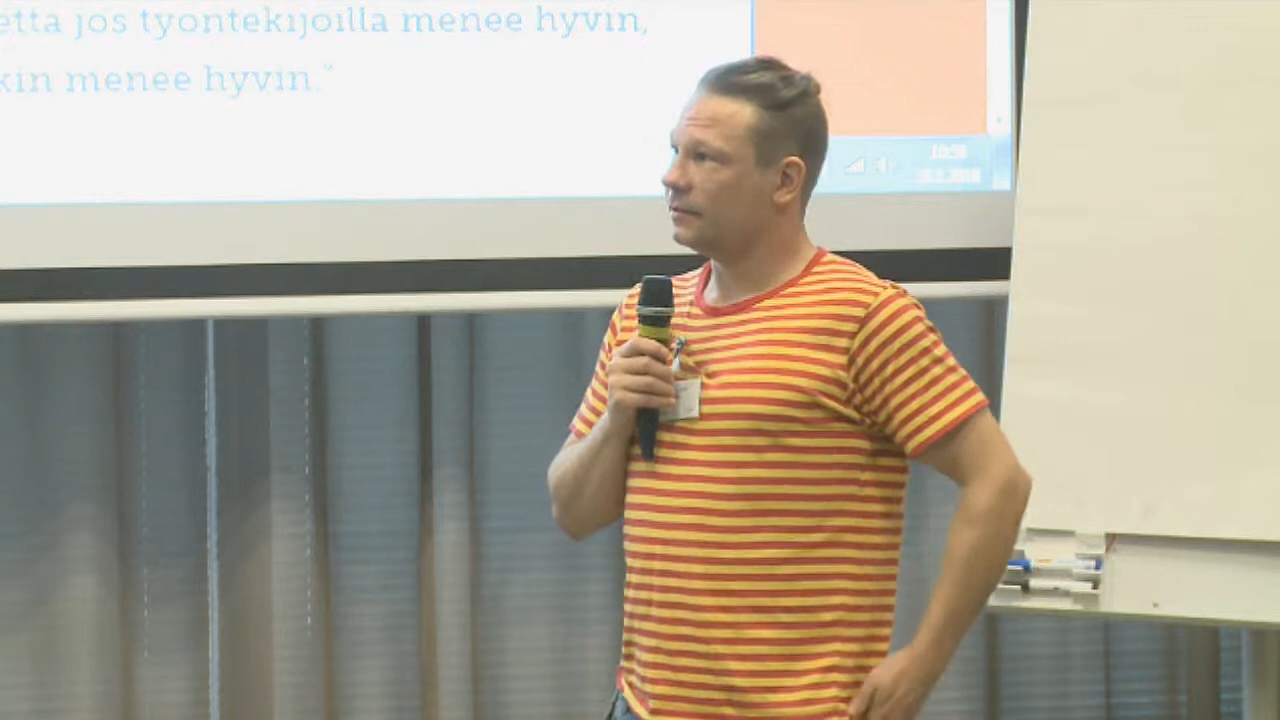 että jos työntekijöillä menee hyvin,
kin menee hyvin."